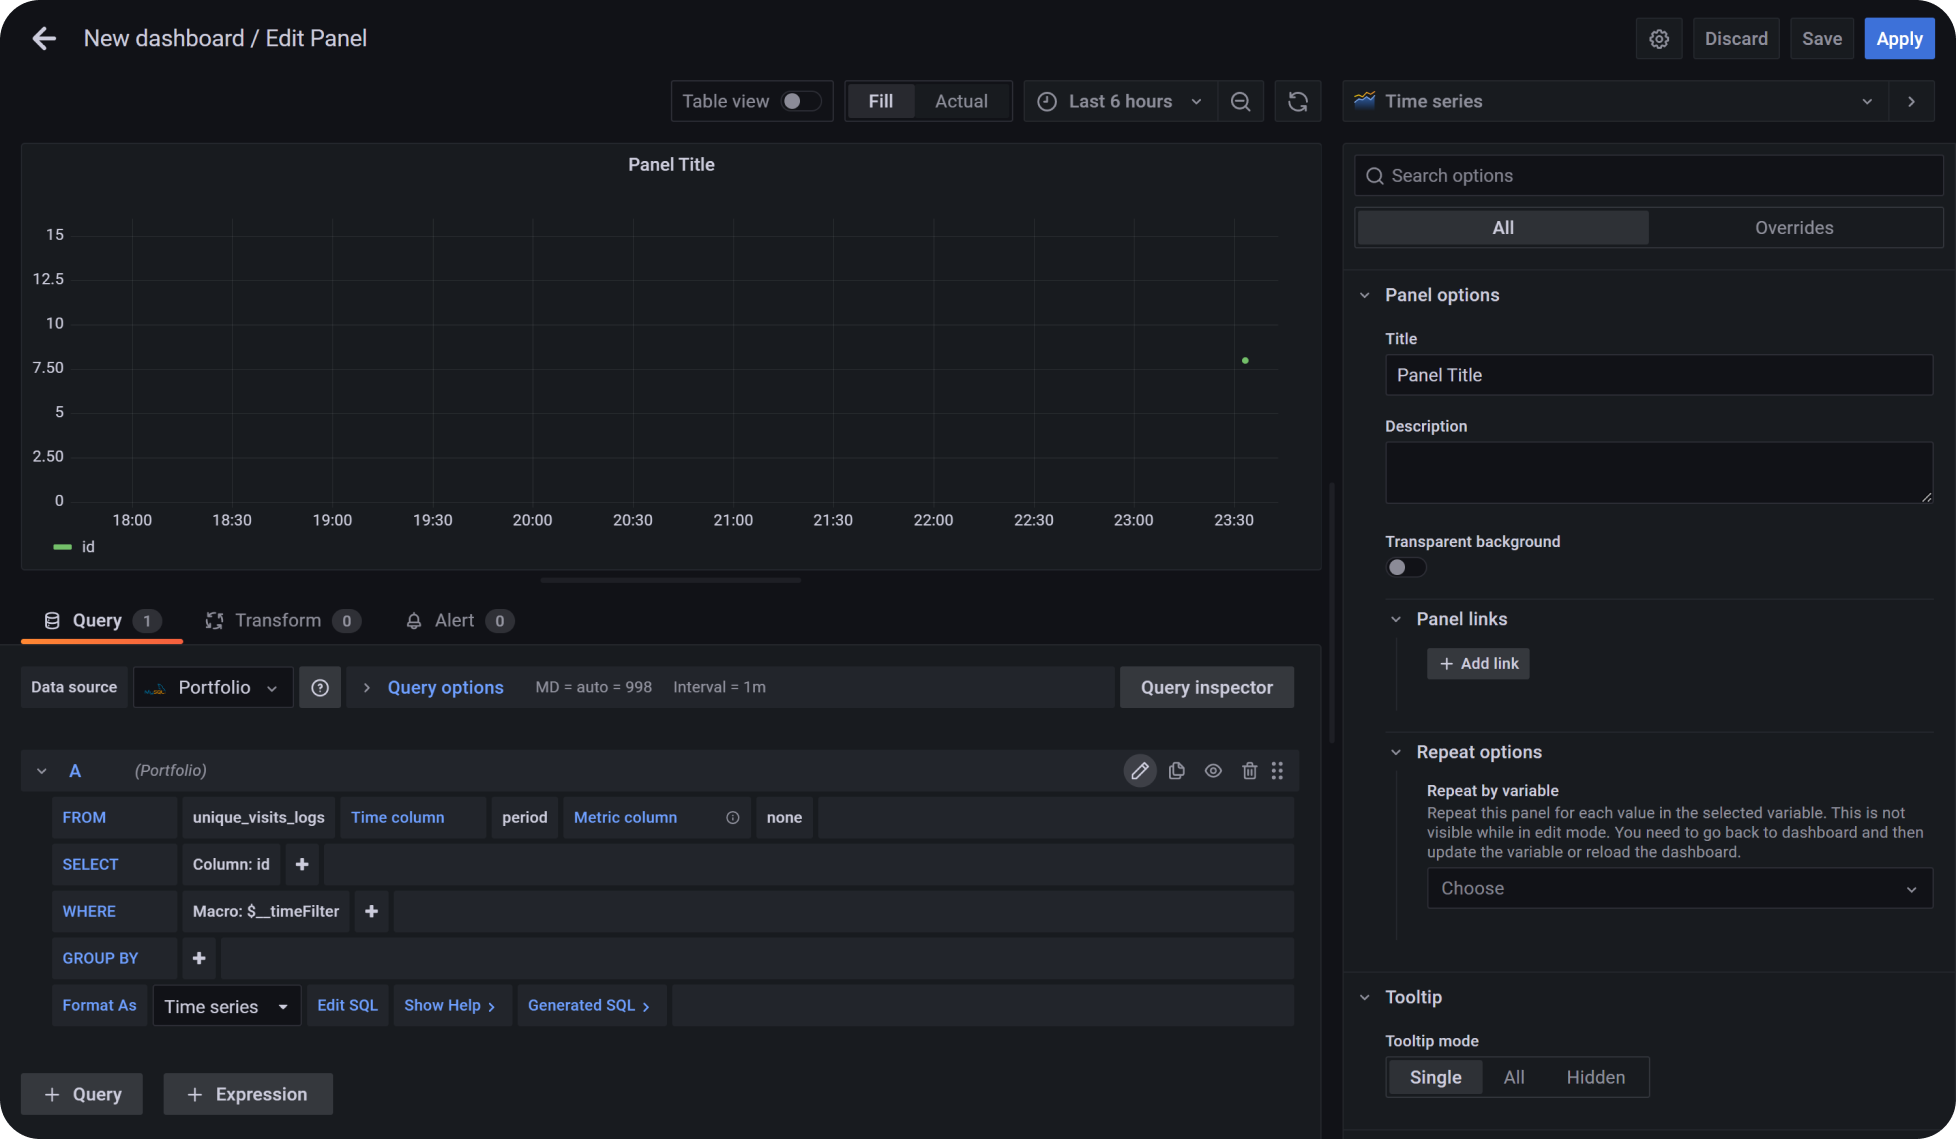 New dashboard / Edit Panel
Discard
Save
Apply
Table view
Fill
Actual
Last 6 hours
Time series
Panel Title
15
12.5
10
7.50
5
2.50
0
18:00 18:30 19:00 19:30 20:00 20:30 21:00 21:30 22:00 22:30 23:00 23:30
id
Query 1
Transform 0
Alert 0
Data source
Portfolio
Query options
MD = auto = 998
Interval = 1m
Query inspector
A
(Portfolio)
FROM unique_visits_logs Time column period Metric column none
SELECT Column: id +
WHERE Macro: $__timeFilter +
GROUP BY +
Format As Time series Edit SQL Show Help > Generated SQL >
+ Query
+ Expression
Search options
All
Overrides
Panel options
Title
Panel Title
Description
Transparent background
Panel links
+ Add link
Repeat options
Repeat by variable
Repeat this panel for each value in the selected variable. This is not
visible while in edit mode. You need to go back to dashboard and then
update the variable or reload the dashboard.
Choose
Tooltip
Tooltip mode
Single
All
Hidden